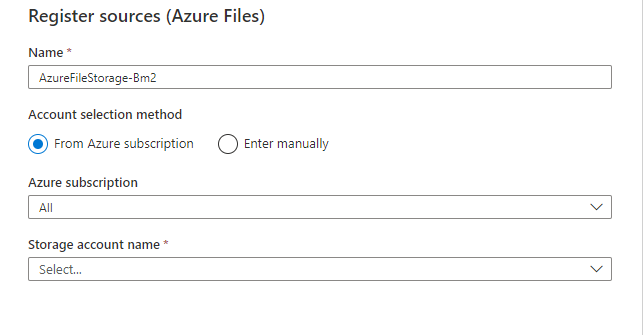 Register sources (Azure Files)
Name *
AzureFileStorage-Bm2
Account selection method
From Azure subscription Enter manually
Azure subscription
All
Storage account name *
Select...